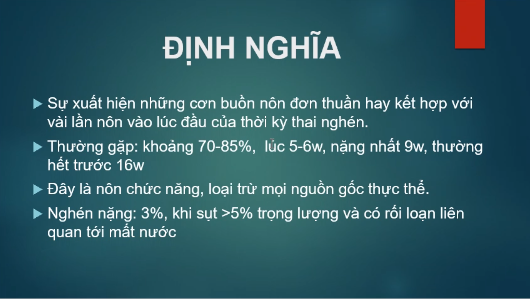 ĐỊNH NGHĨA
Sự xuất hiện những cơn buồn nôn đơn thuần hay kết hợp với
vài lần nôn vào lúc đầu của thời kỳ thai nghén.
Thường gặp: khoảng 70-85%, lúc 5-6w, nặng nhất 9w, thường
hết trước 16w
Đây là nôn chức năng, loại trừ mọi nguồn gốc thực thể.
Nghén nặng: 3%, khi sụt >5% trọng lượng và có rối loạn liên
quan tới mất nước